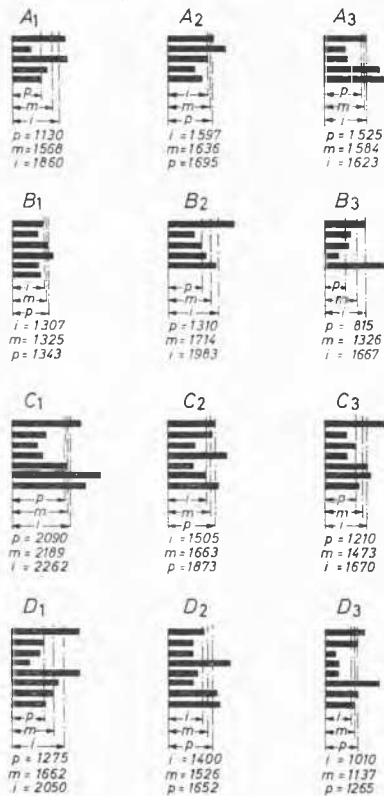 A1 A2 A3
p i p
m m m
i p i
p = 1130 i = 1597 p = 1525
m = 1568 m = 1636 m = 1584
i = 1860 p = 1695 i = 1623
B1 B2 B3
i p p
m m m
p i i
i = 1307 p = 1310 p = 815
m = 1325 m = 1714 m = 1326
p = 1343 i = 1983 i = 1667
C1 C2 C3
p i p
m m m
i p i
p = 2090 i = 1505 p = 1210
m = 2189 m = 1663 m = 1473
i = 2262 p = 1873 i = 1670
D1 D2 D3
p i i
m m m
i p p
p = 1275 i = 1400 i = 1010
m = 1662 m = 1526 m = 1137
i = 2050 p = 1652 p = 1265